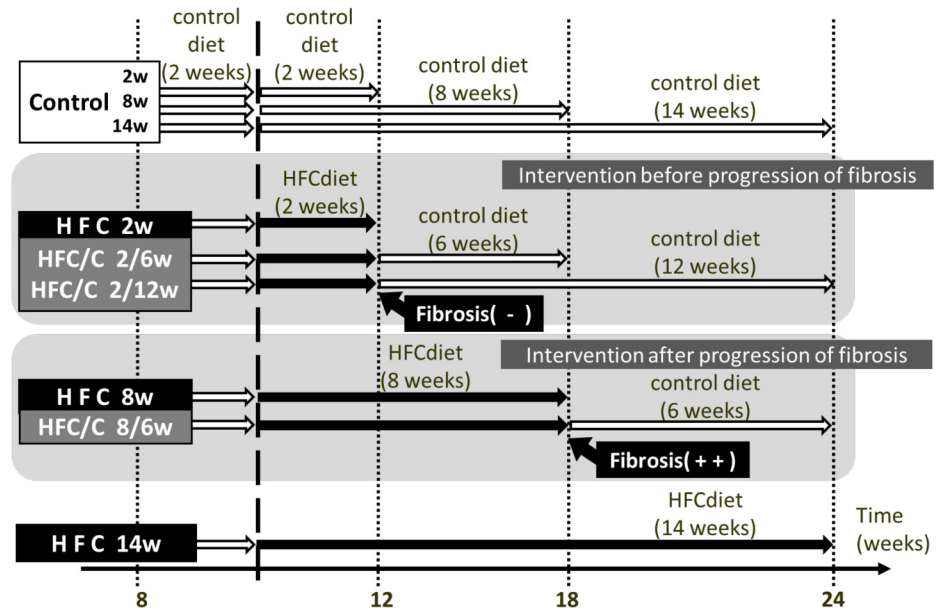 control
diet
(2 weeks)
control
diet
(2 weeks)
control diet
(8 weeks)
control diet
(14 weeks)
Control
2w
8w
14w
Intervention before progression of fibrosis
HFCdiet
(2 weeks)
control diet
(6 weeks)
control diet
(12 weeks)
H F C 2w
HFC/C 2/6w
HFC/C 2/12w
Fibrosis( - )
Intervention after progression of fibrosis
HFCdiet
(8 weeks)
control diet
(6 weeks)
H F C 8w
HFC/C 8/6w
Fibrosis( + + )
HFCdiet
(14 weeks)
H F C 14w
Time
(weeks)
8 12 18 24